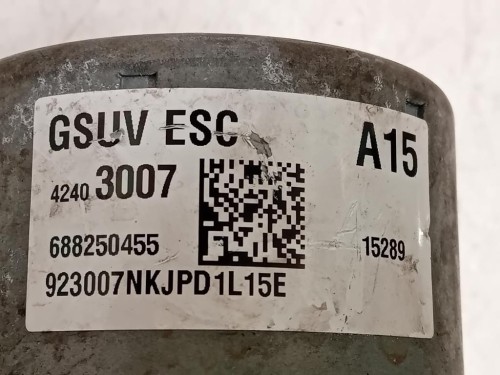 GSUV ESC A15
4240 3007
688250455 15289
923007NKJPD1L15E